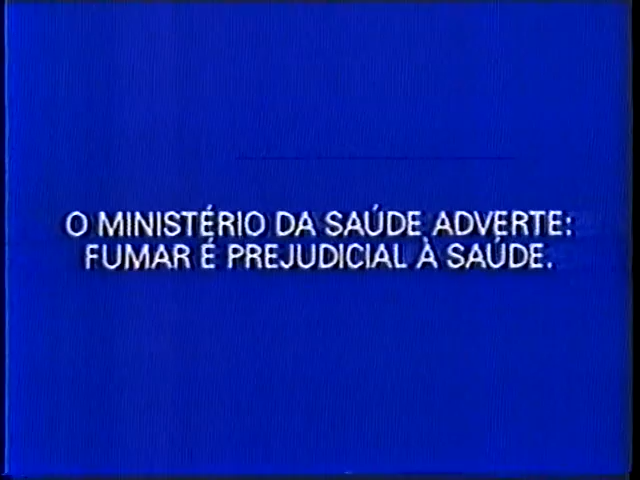 O MINISTÉRIO DA SAÚDE ADVERTE:
FUMAR É PREJUDICIAL À SAÚDE.